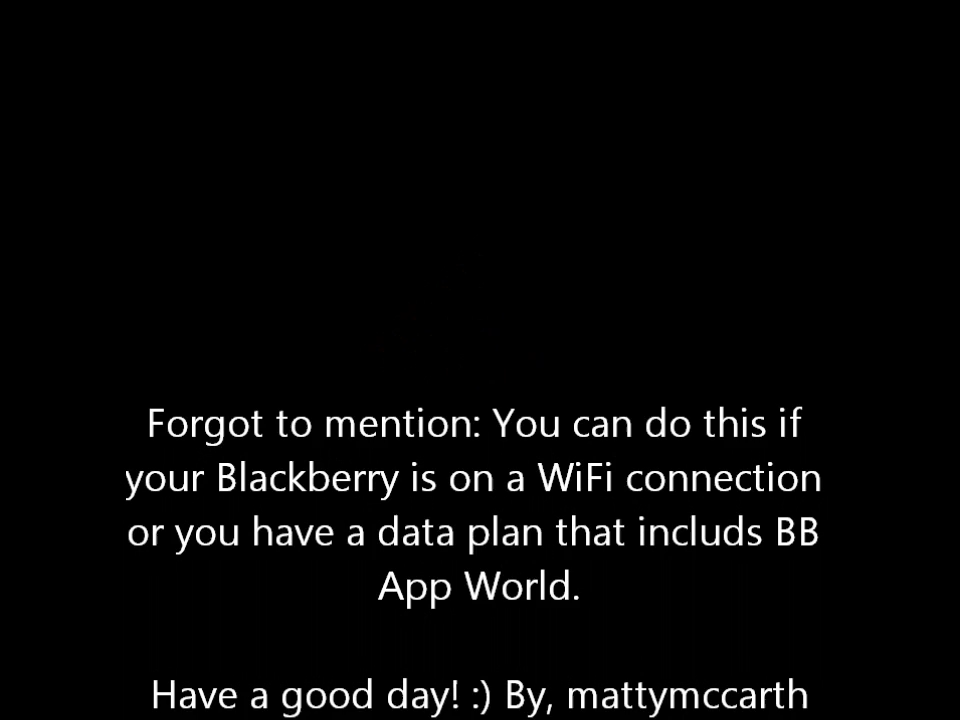 Forgot to mention: You can do this if
your Blackberry is on a WiFi connection
or you have a data plan that includs BB
App World.
Have a good day! :) By, mattymccarth